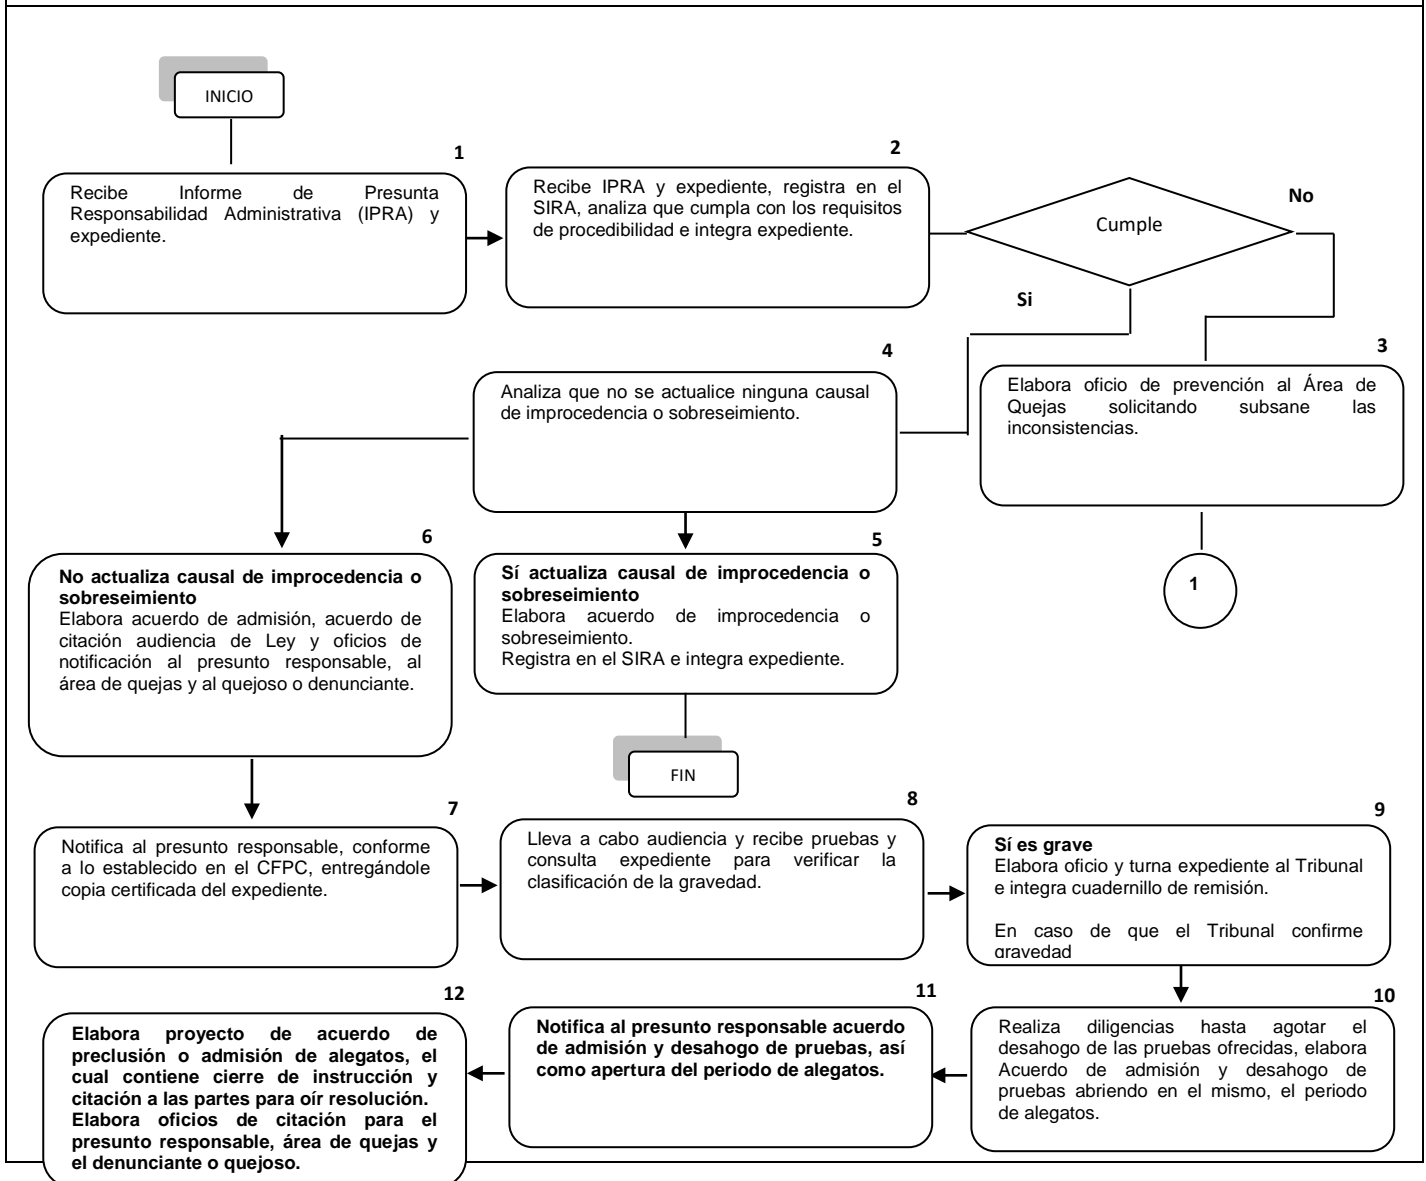 INICIO
1
Recibe Informe de Presunta
Responsabilidad Administrativa (IPRA) y
expediente.
2
Recibe IPRA y expediente, registra en el
SIRA, analiza que cumpla con los requisitos
de procedibilidad e integra expediente.
Cumple
No
Si
3
Elabora oficio de prevención al Área de
Quejas solicitando subsane las
inconsistencias.
1
4
Analiza que no se actualice ninguna causal
de improcedencia o sobreseimiento.
5
Sí actualiza causal de improcedencia o
sobreseimiento
Elabora acuerdo de improcedencia o
sobreseimiento.
Registra en el SIRA e integra expediente.
FIN
6
No actualiza causal de improcedencia o
sobreseimiento
Elabora acuerdo de admisión, acuerdo de
citación audiencia de Ley y oficios de
notificación al presunto responsable, al
área de quejas y al quejoso o denunciante.
7
Notifica al presunto responsable, conforme
a lo establecido en el CFPC, entregándole
copia certificada del expediente.
8
Lleva a cabo audiencia y recibe pruebas y
consulta expediente para verificar la
clasificación de la gravedad.
9
Sí es grave
Elabora oficio y turna expediente al Tribunal
e integra cuadernillo de remisión.
En caso de que el Tribunal confirme
gravedad
10
Realiza diligencias hasta agotar el
desahogo de las pruebas ofrecidas, elabora
Acuerdo de admisión y desahogo de
pruebas abriendo en el mismo, el periodo
de alegatos.
11
Notifica al presunto responsable acuerdo
de admisión y desahogo de pruebas, así
como apertura del periodo de alegatos.
12
Elabora proyecto de acuerdo de
preclusión o admisión de alegatos, el
cual contiene cierre de instrucción y
citación a las partes para oír resolución.
Elabora oficios de citación para el
presunto responsable, área de quejas y
el denunciante o quejoso.